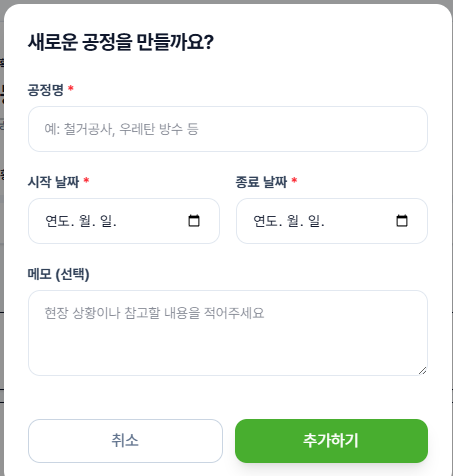 새로운 공정을 만들까요?
공정명 *
예: 철거공사, 우레탄 방수 등
시작 날짜 * 종료 날짜 *
연도. 월. 일. 연도. 월. 일.
메모 (선택)
현장 상황이나 참고할 내용을 적어주세요
취소 추가하기